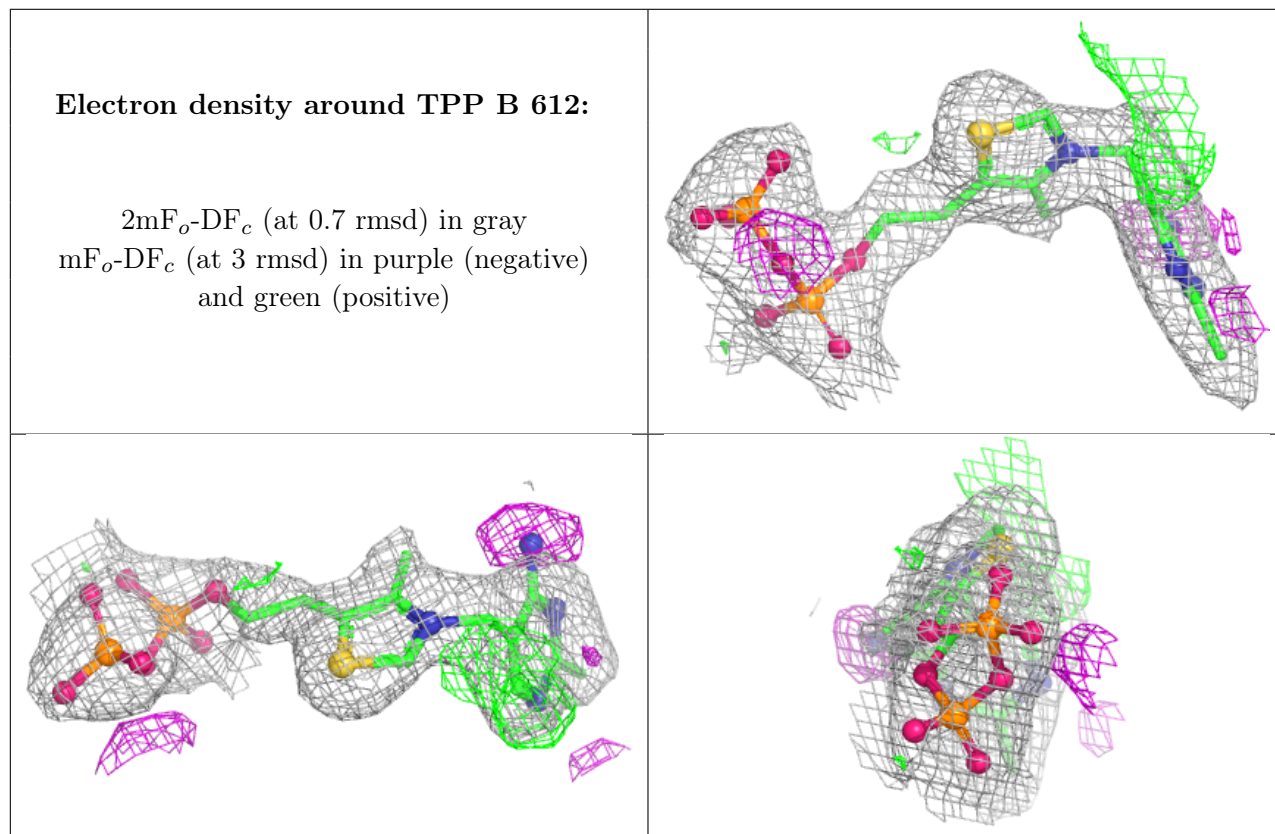 Electron density around TPP B 612:
2mFo-DFc (at 0.7 rmsd) in gray
mFo-DFc (at 3 rmsd) in purple (negative)
and green (positive)